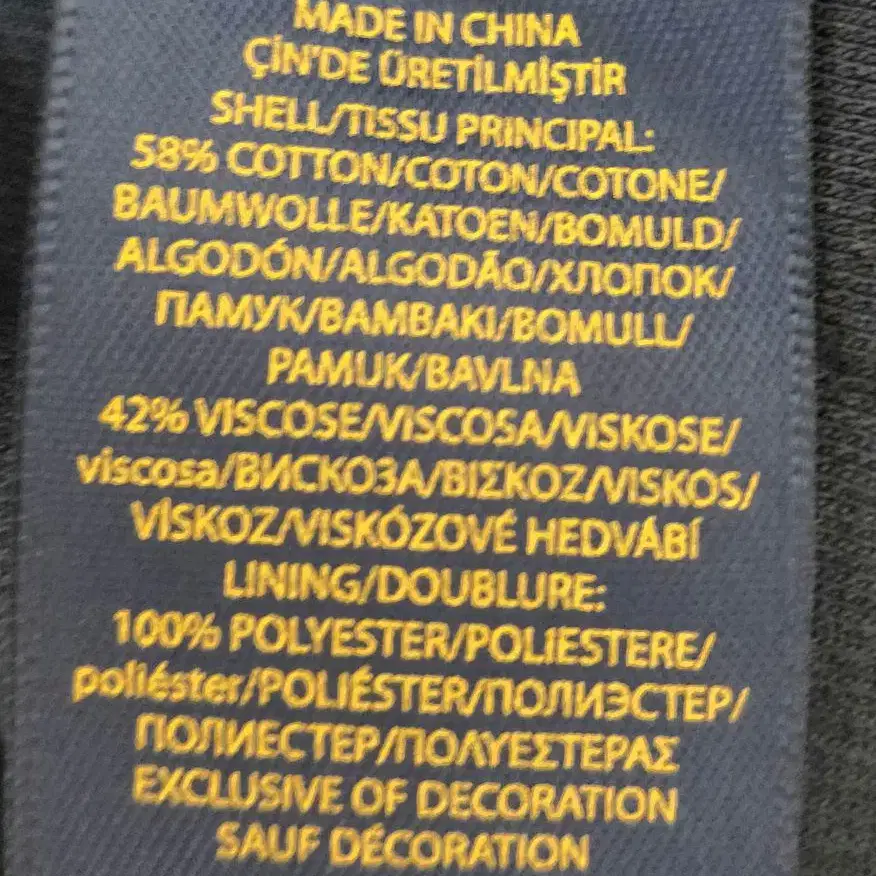 MADE IN CHINA
ÇİN'DE ÜRETİLMİŞTİR
SHELL/TISSU PRINCIPAL:
58% COTTON/COTON/COTONE/
BAUMWOLLE/KATOEN/BOMULD/
ALGODÓN/ALGODÃO/ХЛОПОК/
ПАМУК/BAMBAKI/BOMULL/
PAMUK/BAVLNA
42% VISCOSE/VISCOSA/VISKOSE/
viscosa/ВИСКОЗА/ΒΙΣΚΟΖ/VISKOS/
VİSKOZ/VISKÓZOVÉ HEDVÁBÍ
LINING/DOUBLURE:
100% POLYESTER/POLIESTERE/
poliéster/POLIÉSTER/ПОЛИЭСТЕР/
ПОЛИЕСТЕР/ΠΟΛΥΕΣΤΕΡΑΣ
EXCLUSIVE OF DECORATION
SAUF DÉCORATION